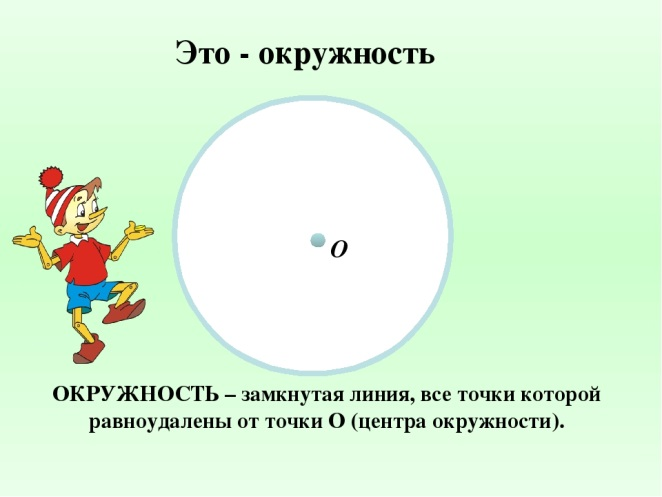 Это - окружность
О
ОКРУЖНОСТЬ – замкнутая линия, все точки которой
равноудалены от точки О (центра окружности).